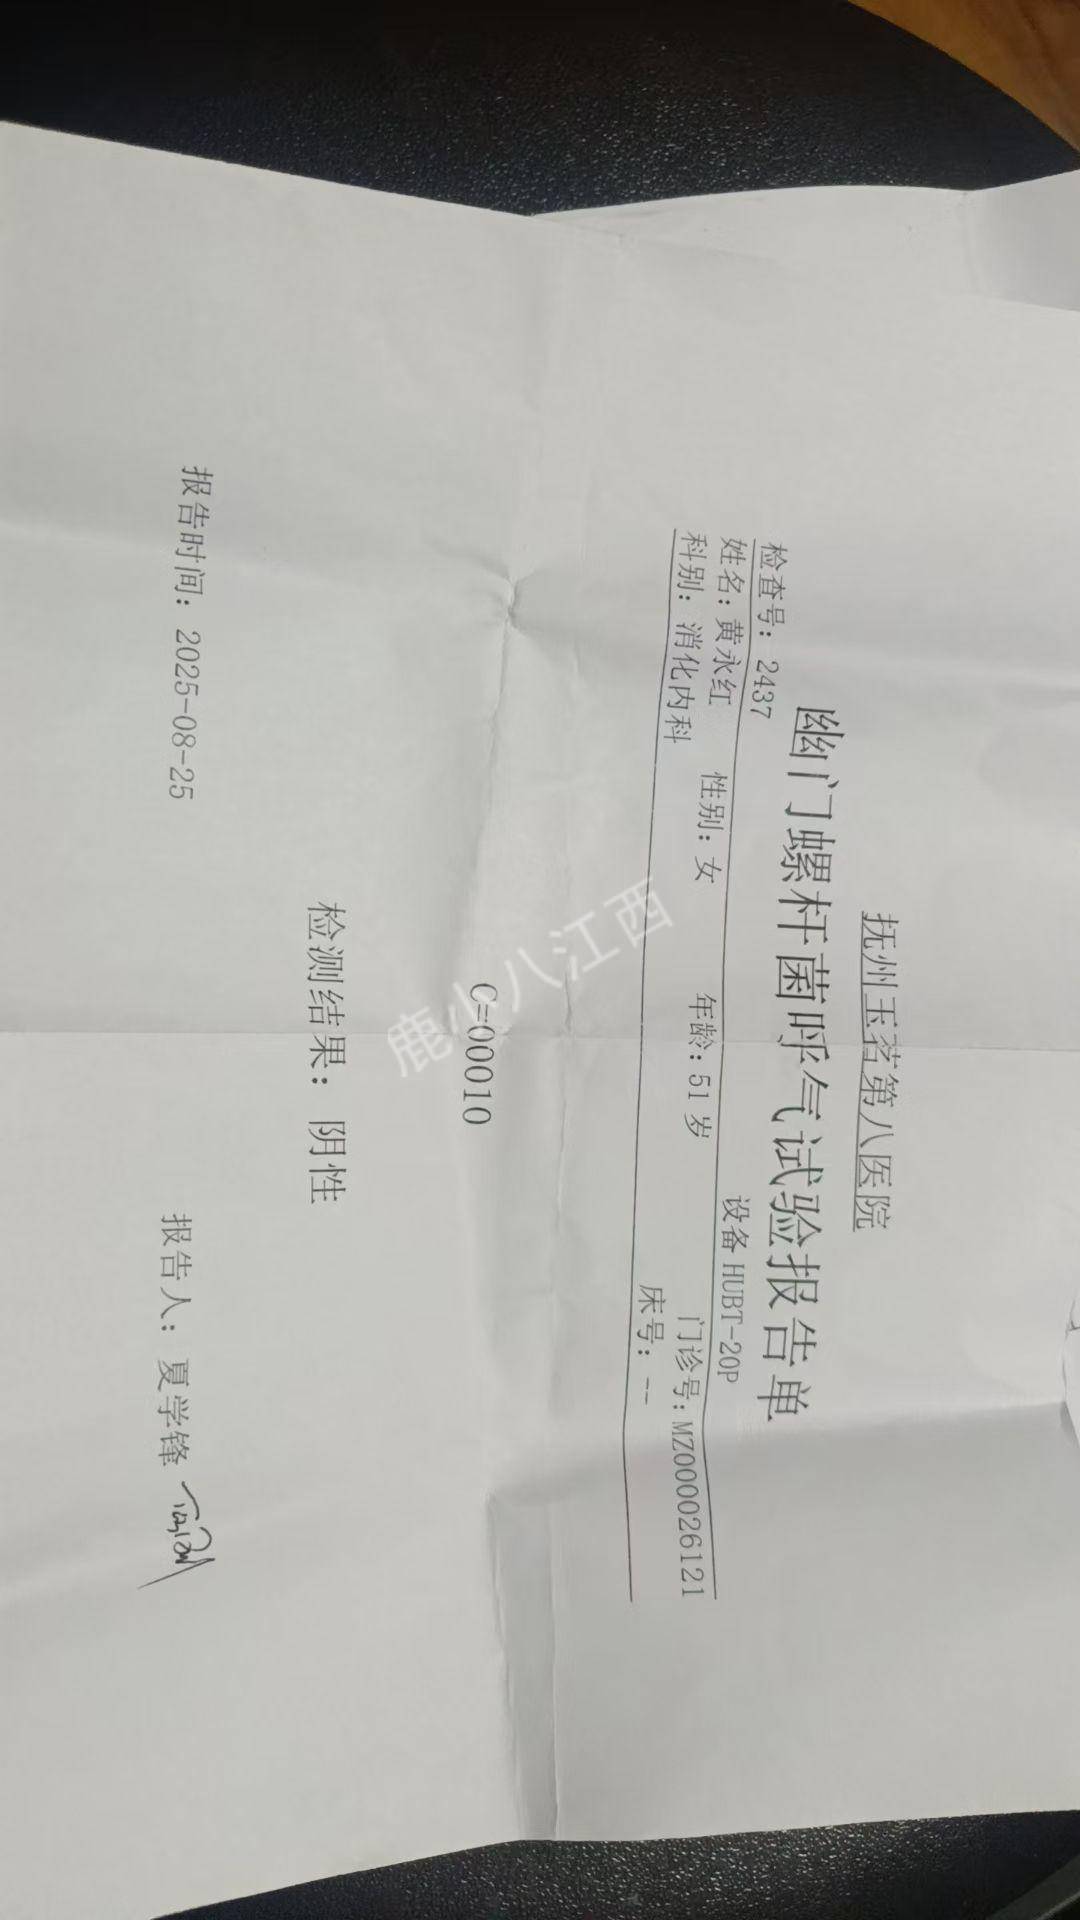 抚州玉茗第八医院
幽门螺杆菌呼气试验报告单
检查号：2437 设备 HUBT-20P
姓名：黄永红 性别：女 年龄：51 岁 门诊号：MZ000026121
科别：消化内科 床号：--
C=00010
检测结果：阴性
报告时间：2025-08-25 报告人：夏学锋
鹿小八江西